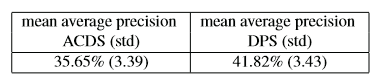 mean average precision mean average precision
ACDS (std) DPS (std)
35.65% (3.39) 41.82% (3.43)